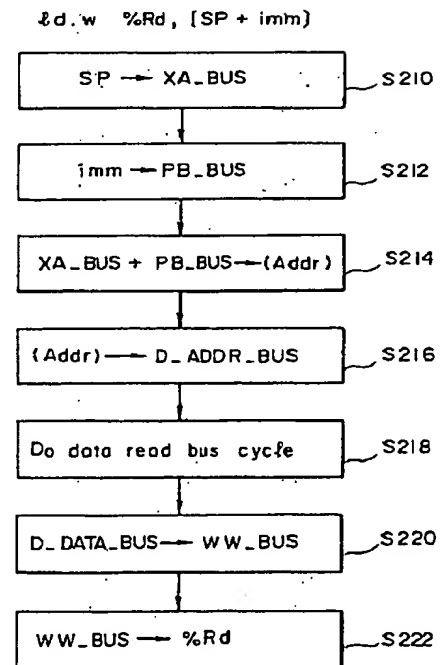 ld.w %Rd, [SP + imm]
SP → XA_BUS S210
imm → PB_BUS S212
XA_BUS + PB_BUS → (Addr) S214
(Addr) → D_ADDR_BUS S216
Do data read bus cycle S218
D_DATA_BUS → WW_BUS S220
WW_BUS → %Rd S222